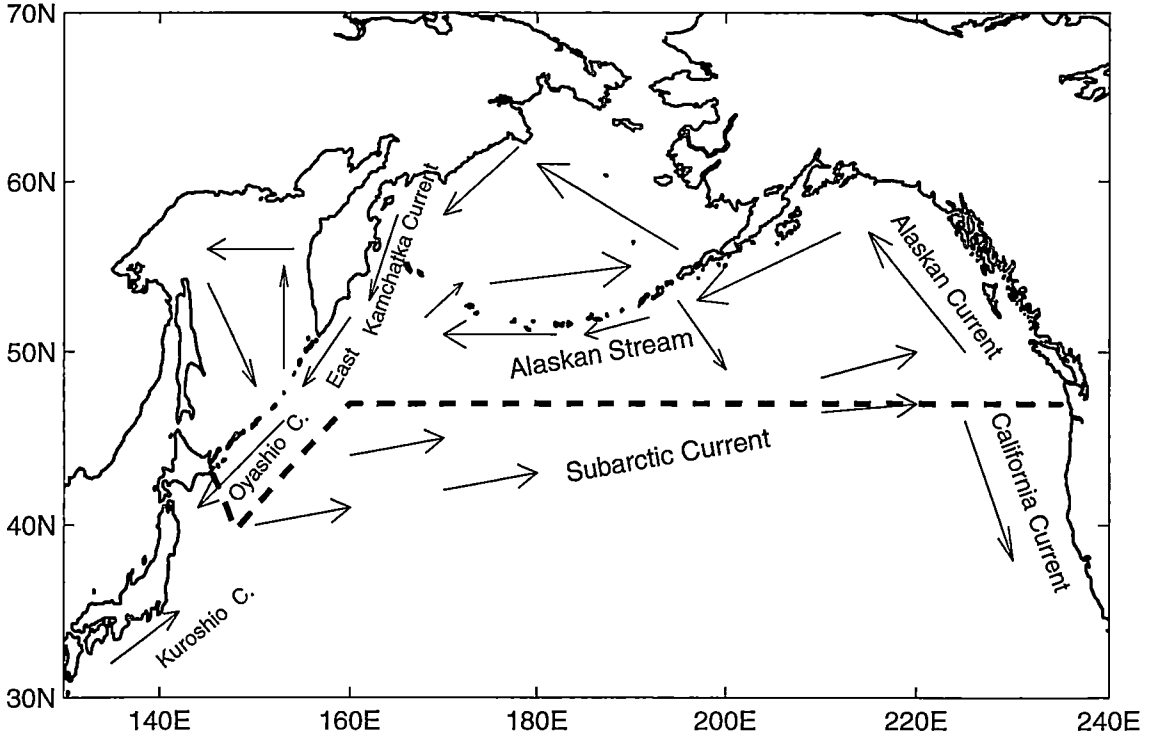 70N
60N
50N
40N
30N
140E
160E
180E
200E
220E
240E
East Kamchatka Current
Alaskan Current
Alaskan Stream
Oyashio C.
Subarctic Current
California Current
Kuroshio C.